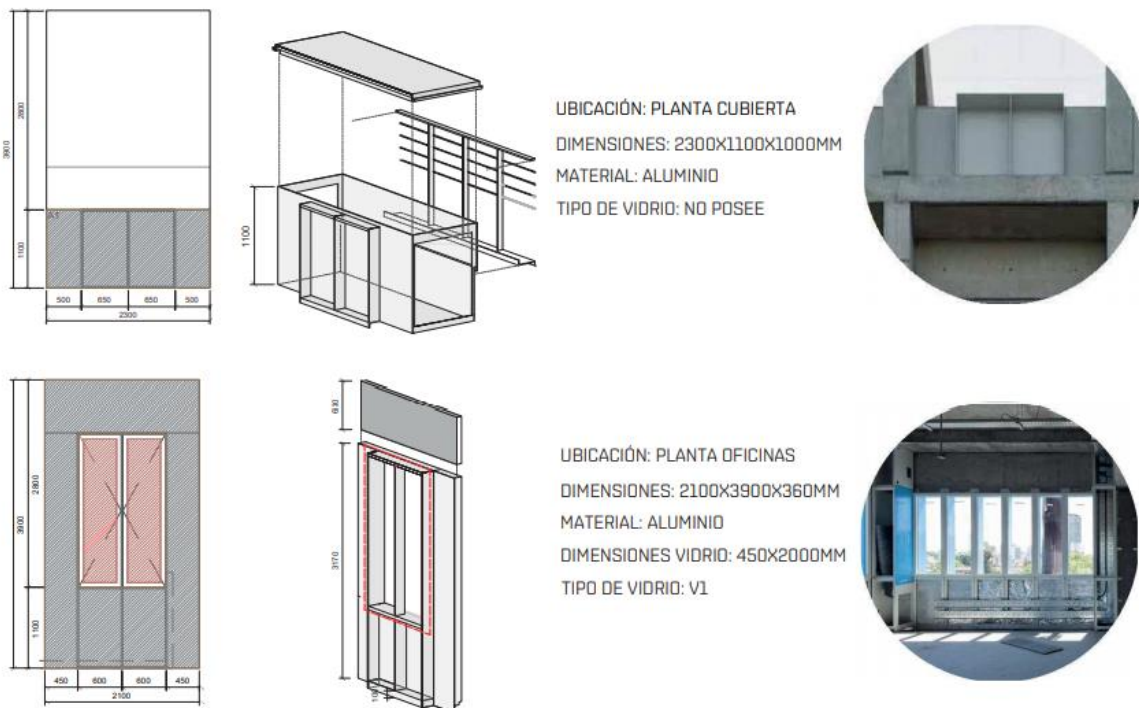 3900
2800
1100
A1
500 650 650 500
2300
1100
UBICACIÓN: PLANTA CUBIERTA
DIMENSIONES: 2300X1100X1000MM
MATERIAL: ALUMINIO
TIPO DE VIDRIO: NO POSEE
3900
2800
1100
450 600 600 450
2100
3170
UBICACIÓN: PLANTA OFICINAS
DIMENSIONES: 2100X3900X360MM
MATERIAL: ALUMINIO
DIMENSIONES VIDRIO: 450X2000MM
TIPO DE VIDRIO: V1